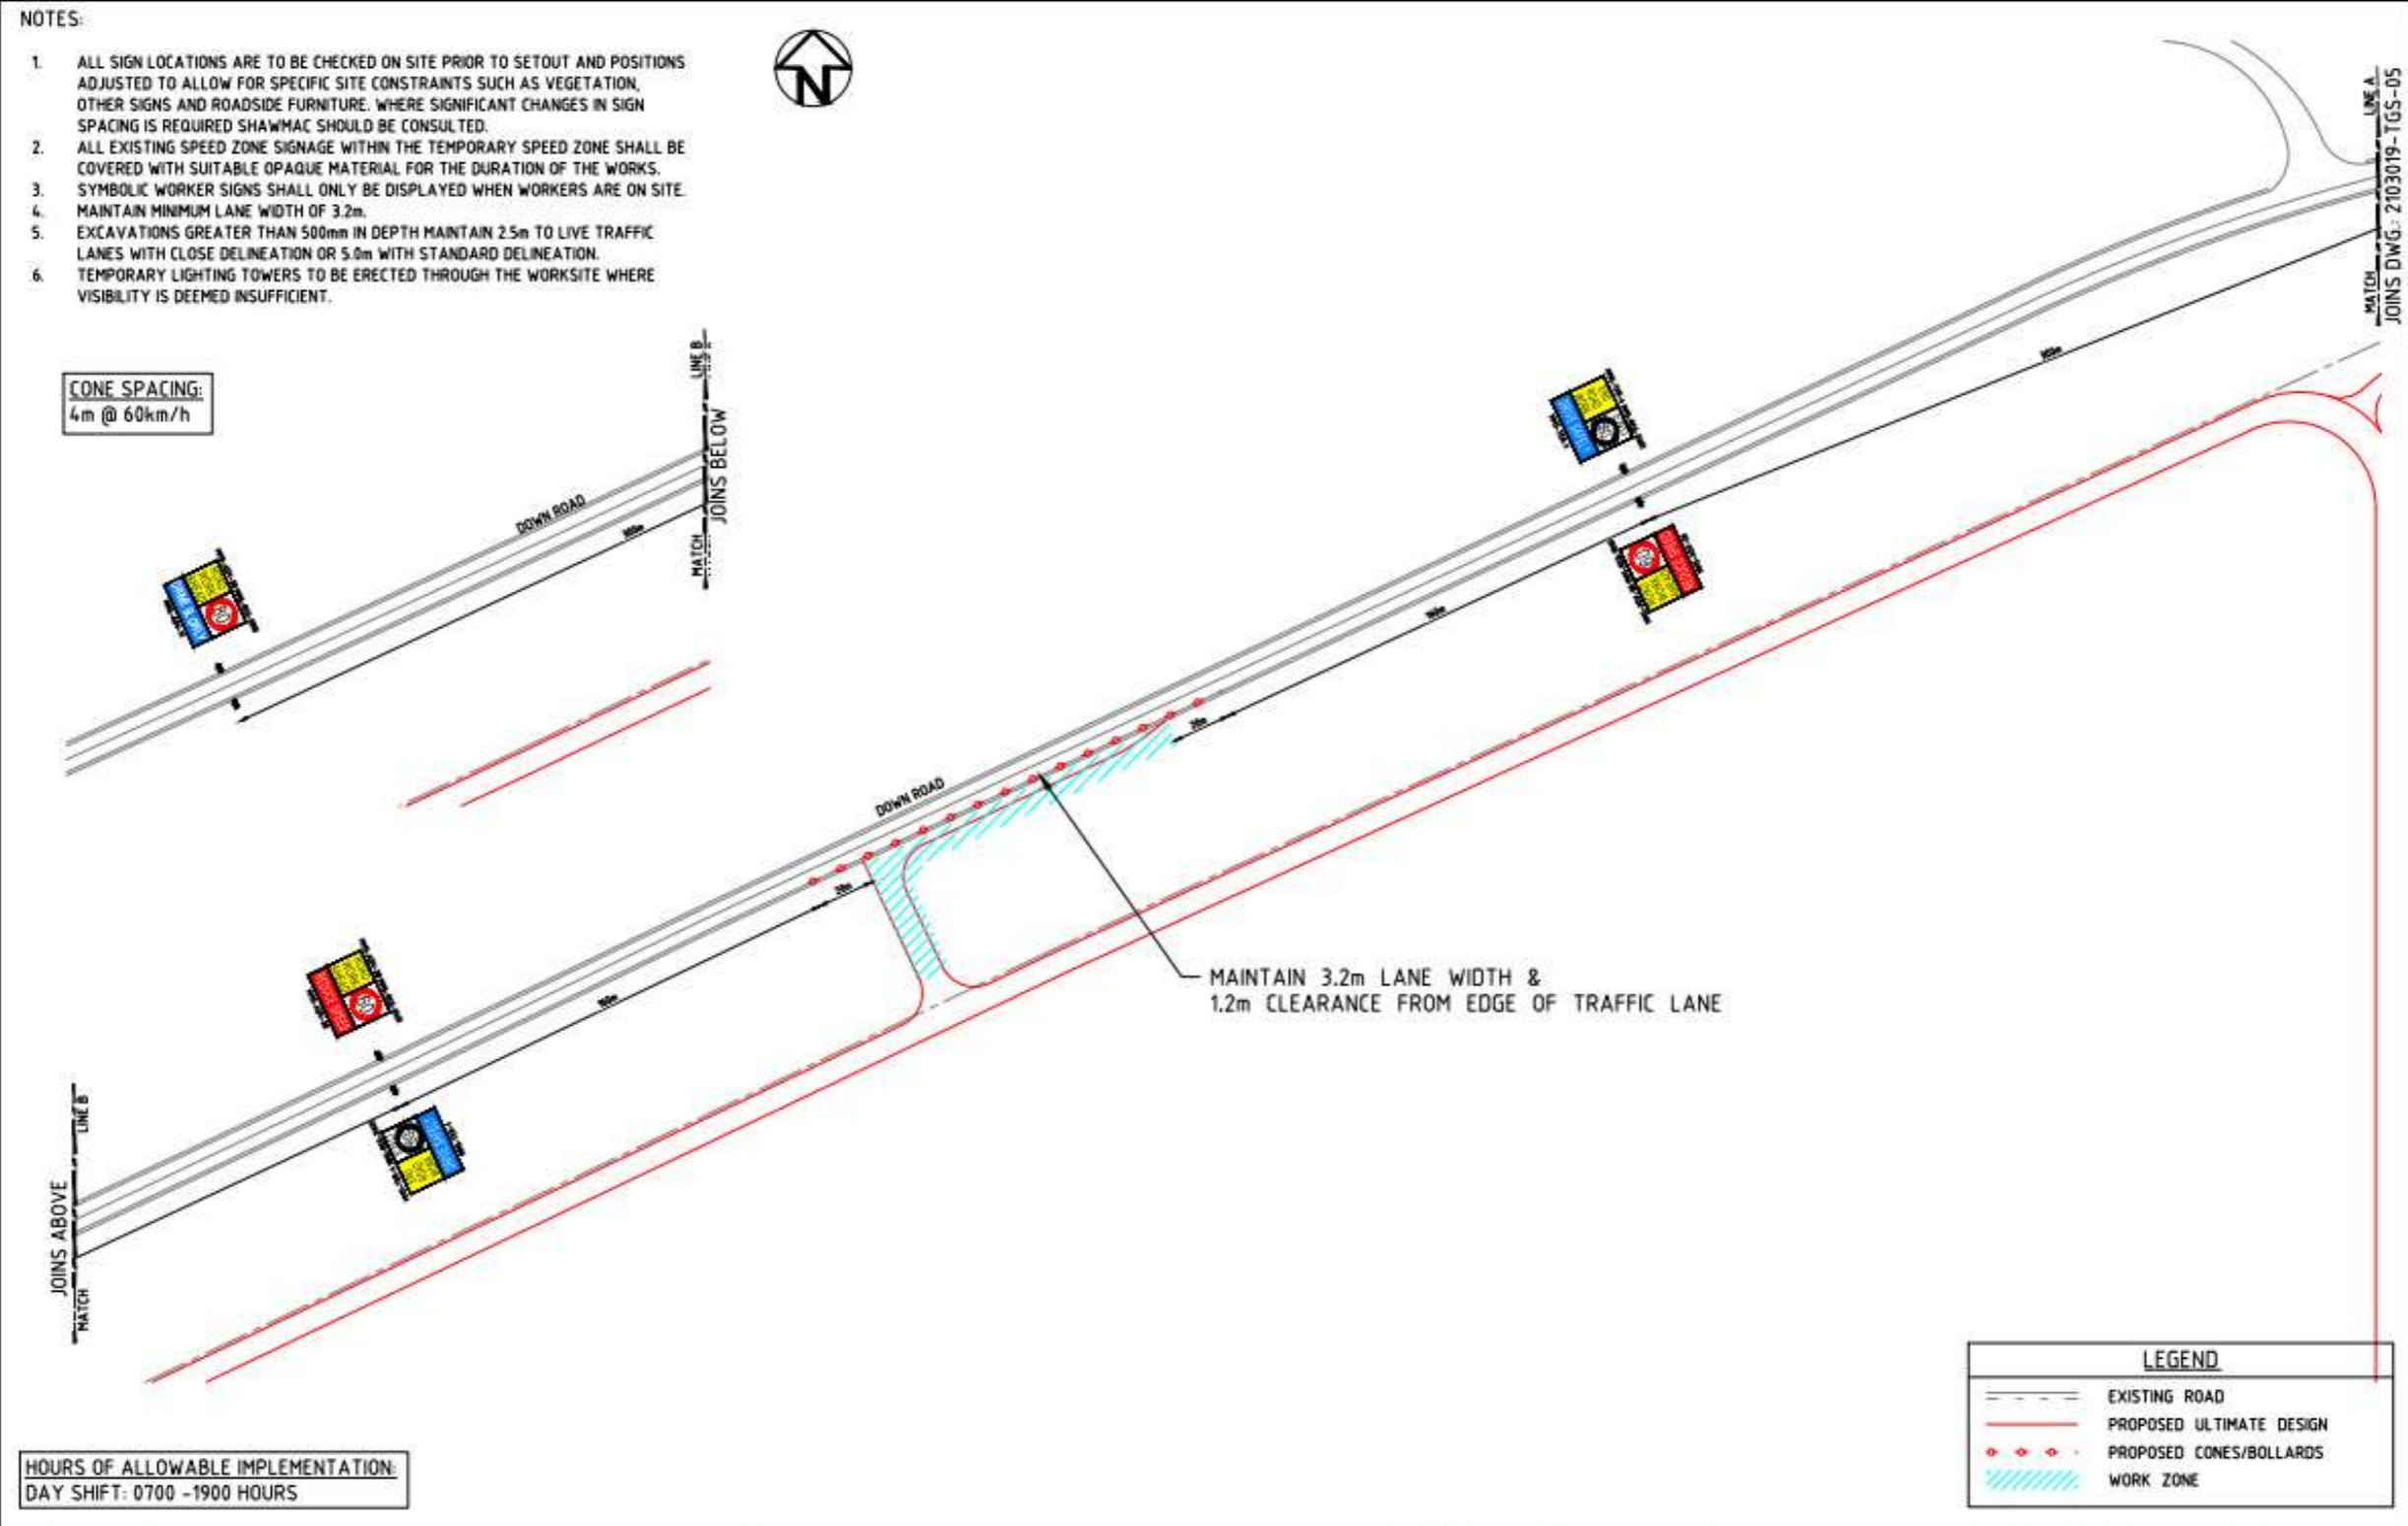 NOTES:
1. ALL SIGN LOCATIONS ARE TO BE CHECKED ON SITE PRIOR TO SETOUT AND POSITIONS
ADJUSTED TO ALLOW FOR SPECIFIC SITE CONSTRAINTS SUCH AS VEGETATION,
OTHER SIGNS AND ROADSIDE FURNITURE. WHERE SIGNIFICANT CHANGES IN SIGN
SPACING IS REQUIRED SHAWMAC SHOULD BE CONSULTED.
2. ALL EXISTING SPEED ZONE SIGNAGE WITHIN THE TEMPORARY SPEED ZONE SHALL BE
COVERED WITH SUITABLE OPAQUE MATERIAL FOR THE DURATION OF THE WORKS.
3. SYMBOLIC WORKER SIGNS SHALL ONLY BE DISPLAYED WHEN WORKERS ARE ON SITE.
4. MAINTAIN MINIMUM LANE WIDTH OF 3.2m.
5. EXCAVATIONS GREATER THAN 500mm IN DEPTH MAINTAIN 2.5m TO LIVE TRAFFIC
LANES WITH CLOSE DELINEATION OR 5.0m WITH STANDARD DELINEATION.
6. TEMPORARY LIGHTING TOWERS TO BE ERECTED THROUGH THE WORKSITE WHERE
VISIBILITY IS DEEMED INSUFFICIENT.
N
LINE A
MATCH
JOINS DWG.: 2103019-TGS-05
CONE SPACING:
4m @ 60km/h
LINE B
MATCH
JOINS BELOW
DOWN ROAD
DOWN ROAD
20m
20m
MAINTAIN 3.2m LANE WIDTH &
1.2m CLEARANCE FROM EDGE OF TRAFFIC LANE
LINE B
JOINS ABOVE
MATCH
LEGEND
EXISTING ROAD
PROPOSED ULTIMATE DESIGN
PROPOSED CONES/BOLLARDS
WORK ZONE
HOURS OF ALLOWABLE IMPLEMENTATION:
DAY SHIFT: 0700 -1900 HOURS